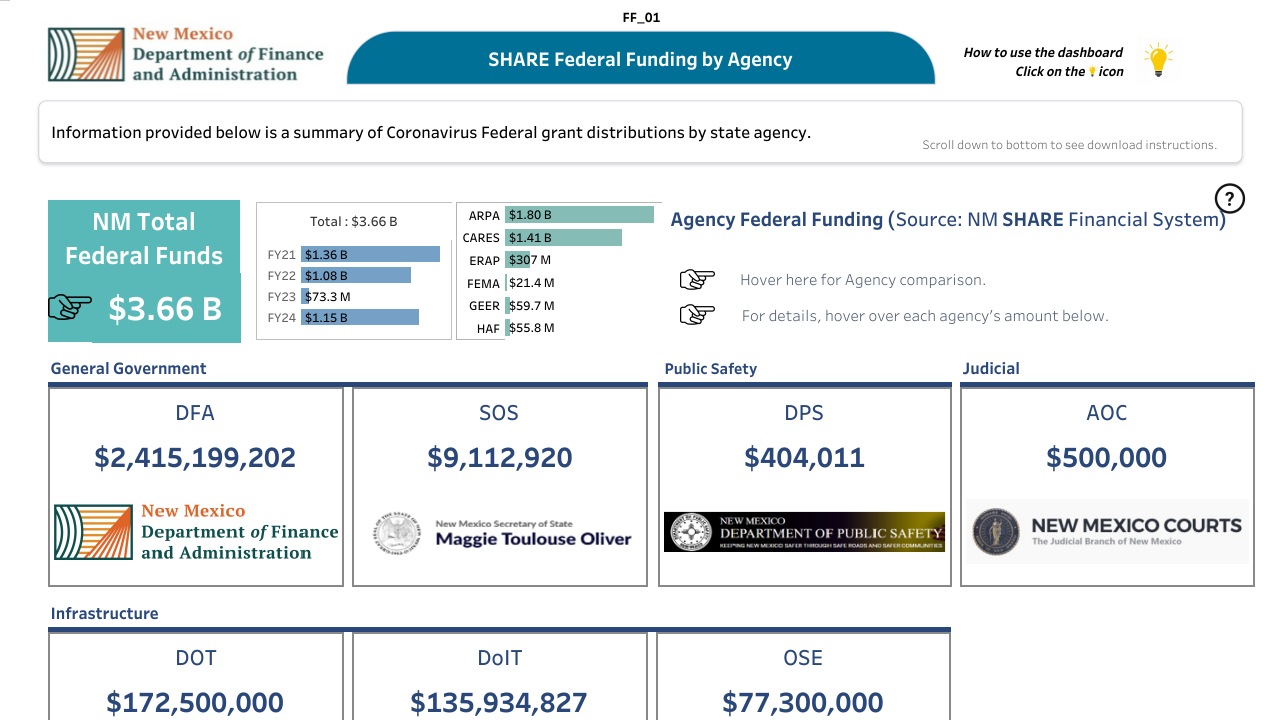 FF_01
New Mexico
Department of Finance
and Administration
SHARE Federal Funding by Agency
How to use the dashboard
Click on the icon
Information provided below is a summary of Coronavirus Federal grant distributions by state agency.
Scroll down to bottom to see download instructions.
NM Total
Federal Funds
$3.66 B
Total : $3.66 B
FY21 $1.36 B
FY22 $1.08 B
FY23 $73.3 M
FY24 $1.15 B
ARPA $1.80 B
CARES $1.41 B
ERAP $307 M
FEMA $21.4 M
GEER $59.7 M
HAF $55.8 M
?
Agency Federal Funding (Source: NM SHARE Financial System)
Hover here for Agency comparison.
For details, hover over each agency's amount below.
General Government
Public Safety
Judicial
DFA
$2,415,199,202
New Mexico
Department of Finance
and Administration
SOS
$9,112,920
New Mexico Secretary of State
Maggie Toulouse Oliver
DPS
$404,011
NEW MEXICO
DEPARTMENT OF PUBLIC SAFETY
KEEPING NEW MEXICO SAFER THROUGH SAFE ROADS AND SAFER COMMUNITIES
AOC
$500,000
NEW MEXICO COURTS
The Judicial Branch of New Mexico
Infrastructure
DOT
$172,500,000
DoIT
$135,934,827
OSE
$77,300,000